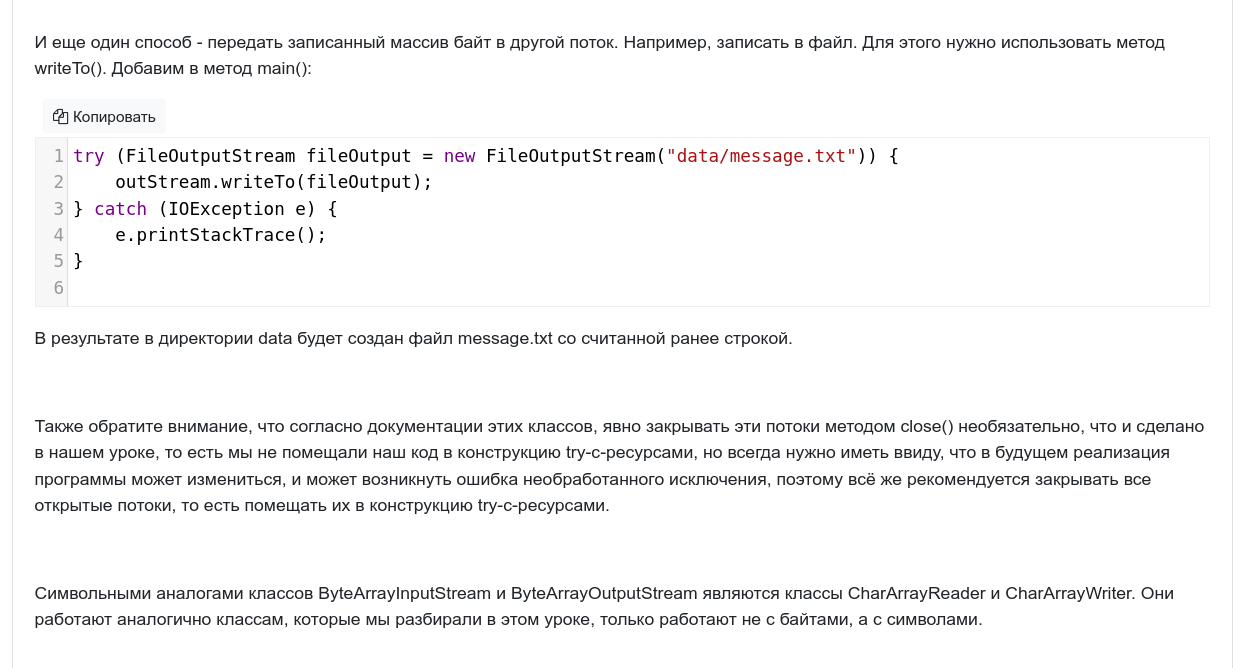 И еще один способ - передать записанный массив байт в другой поток. Например, записать в файл. Для этого нужно использовать метод
writeTo(). Добавим в метод main():
Копировать
1 try (FileOutputStream fileOutput = new FileOutputStream("data/message.txt")) {
2     outStream.writeTo(fileOutput);
3 } catch (IOException e) {
4     e.printStackTrace();
5 }
6
В результате в директории data будет создан файл message.txt со считанной ранее строкой.
Также обратите внимание, что согласно документации этих классов, явно закрывать эти потоки методом close() необязательно, что и сделано
в нашем уроке, то есть мы не помещали наш код в конструкцию try-с-ресурсами, но всегда нужно иметь ввиду, что в будущем реализация
программы может измениться, и может возникнуть ошибка необработанного исключения, поэтому всё же рекомендуется закрывать все
открытые потоки, то есть помещать их в конструкцию try-с-ресурсами.
Символьными аналогами классов ByteArrayInputStream и ByteArrayOutputStream являются классы CharArrayReader и CharArrayWriter. Они
работают аналогично классам, которые мы разбирали в этом уроке, только работают не с байтами, а с символами.